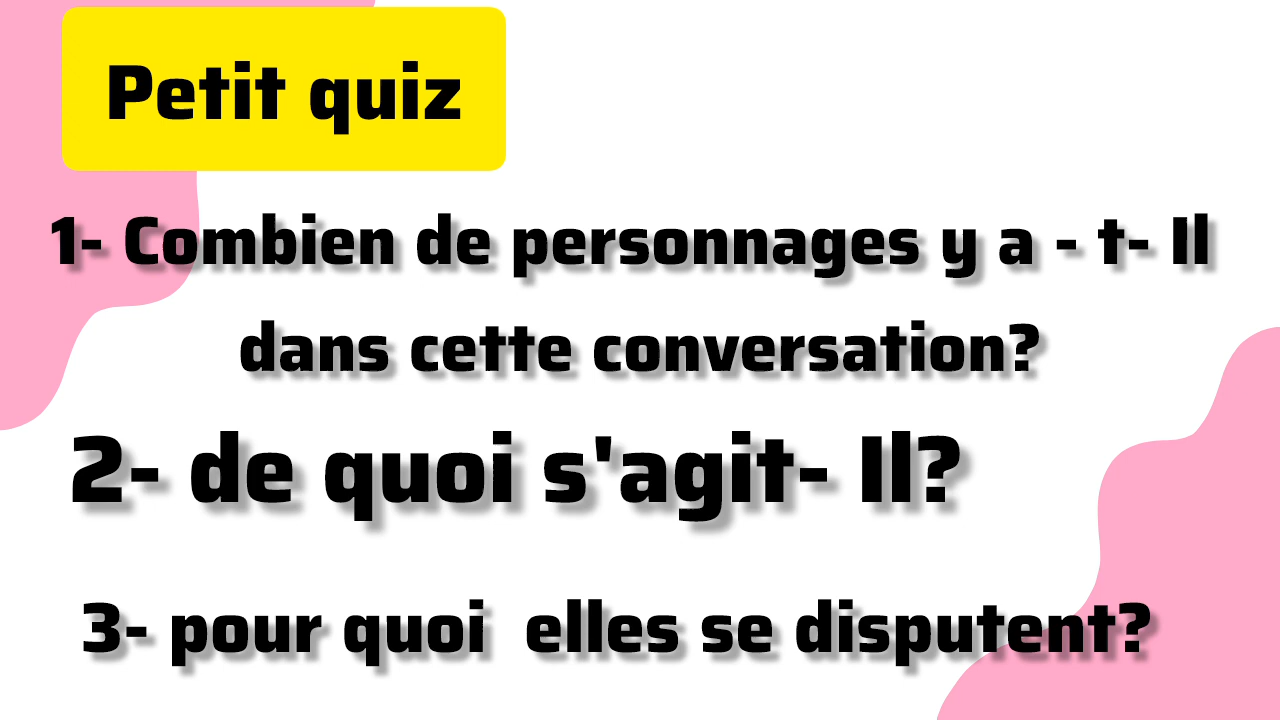 Petit quiz
1- Combien de personnages y a - t- Il
dans cette conversation?
2- de quoi s'agit- Il?
3- pour quoi  elles se disputent?